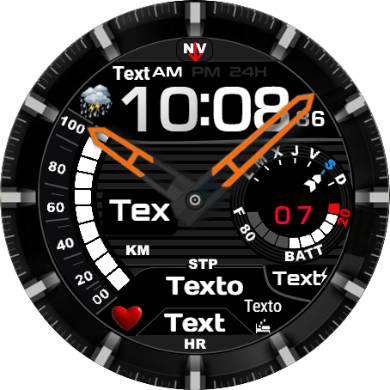 NV
Text AM PM 24H
10:08 36
100
80
60
40
20
00
L M X J V S D
Tex
07
F 80
20
KM
BATT
STP
Texto
Text
Texto
Text
HR